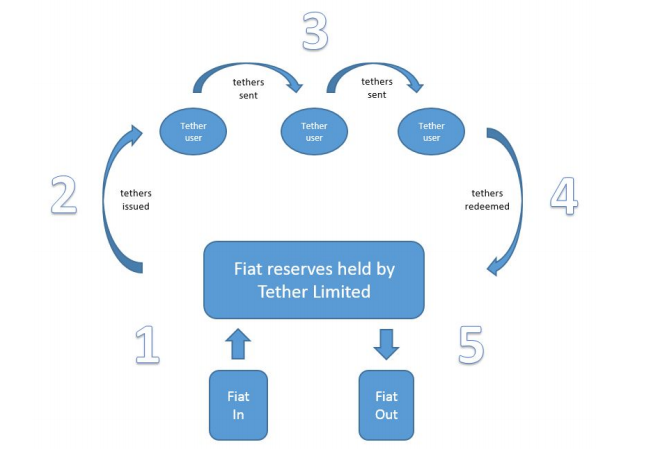 3
tethers
sent
tethers
sent
Tether
user
Tether
user
Tether
user
2
tethers
issued
tethers
redeemed
4
Fiat reserves held by
Tether Limited
1
5
Fiat
In
Fiat
Out